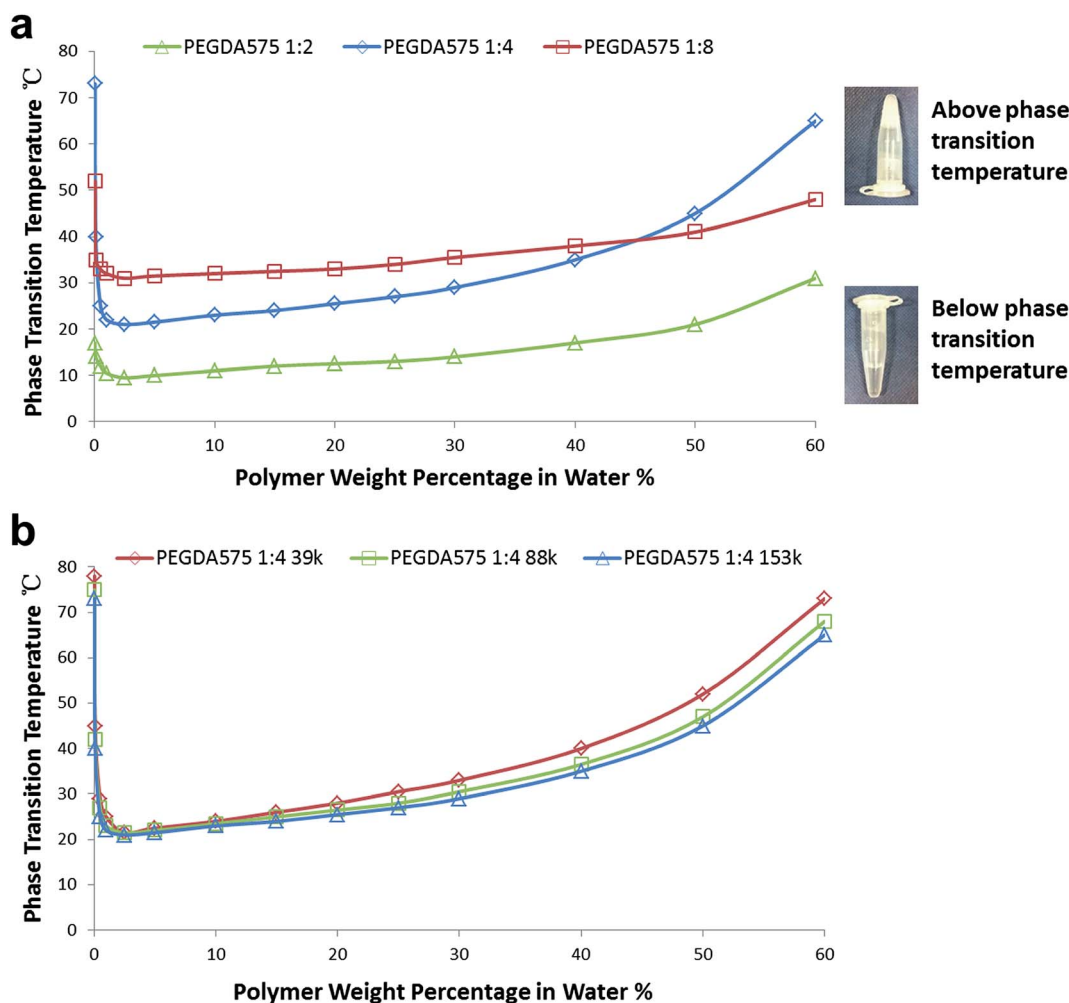 a
PEGDA575 1:2 PEGDA575 1:4 PEGDA575 1:8
Phase Transition Temperature ℃
80
70
60
50
40
30
20
10
0
0 10 20 30 40 50 60
Polymer Weight Percentage in Water %
Above phase
transition
temperature
Below phase
transition
temperature
b
PEGDA575 1:4 39k PEGDA575 1:4 88k PEGDA575 1:4 153k
Phase Transition Temperature ℃
80
70
60
50
40
30
20
10
0
0 10 20 30 40 50 60
Polymer Weight Percentage in Water %